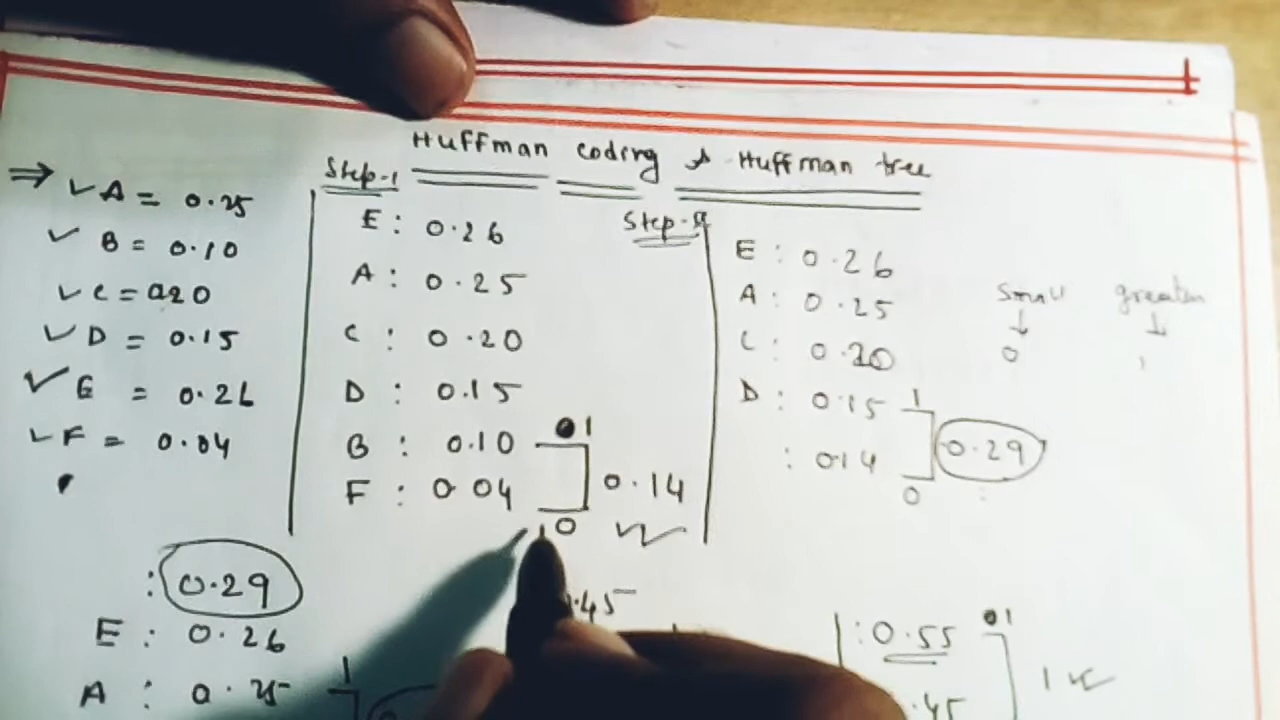 Huffman coding & Huffman tree
⇒ ✓ A = 0.25
✓ B = 0.10
✓ C = 0.20
✓ D = 0.15
✓ E = 0.26
✓ F = 0.04
Step-1
E : 0.26
A : 0.25
C : 0.20
D : 0.15
B : 0.10
F : 0.04
1
0
0.14
Step-2
E : 0.26
A : 0.25
C : 0.20
D : 0.15
: 0.14
1
0
0.29
small greater
↓ ↓
0
: 0.29
E : 0.26
A : 0.25
1
.45
: 0.55
.45
1
1